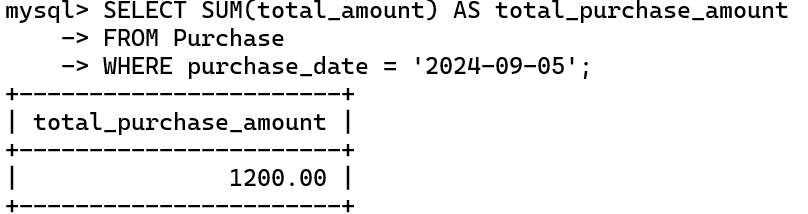 mysql> SELECT SUM(total_amount) AS total_purchase_amount
    -> FROM Purchase
    -> WHERE purchase_date = '2024-09-05';
+-----------------------+
| total_purchase_amount |
+-----------------------+
|               1200.00 |
+-----------------------+